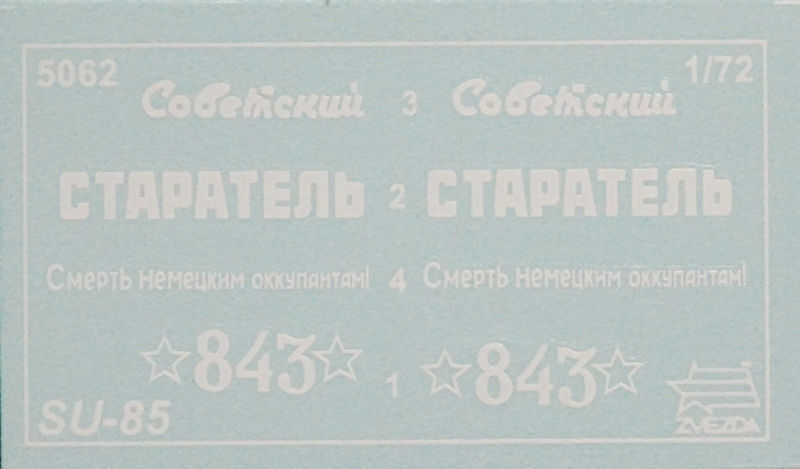 5062 1/72
Советский 3 Советский
СТАРАТЕЛЬ 2 СТАРАТЕЛЬ
Смерть немецким оккупантам! 4 Смерть немецким оккупантам!
☆843☆ 1 ☆843☆
SU-85 ZVEZDA